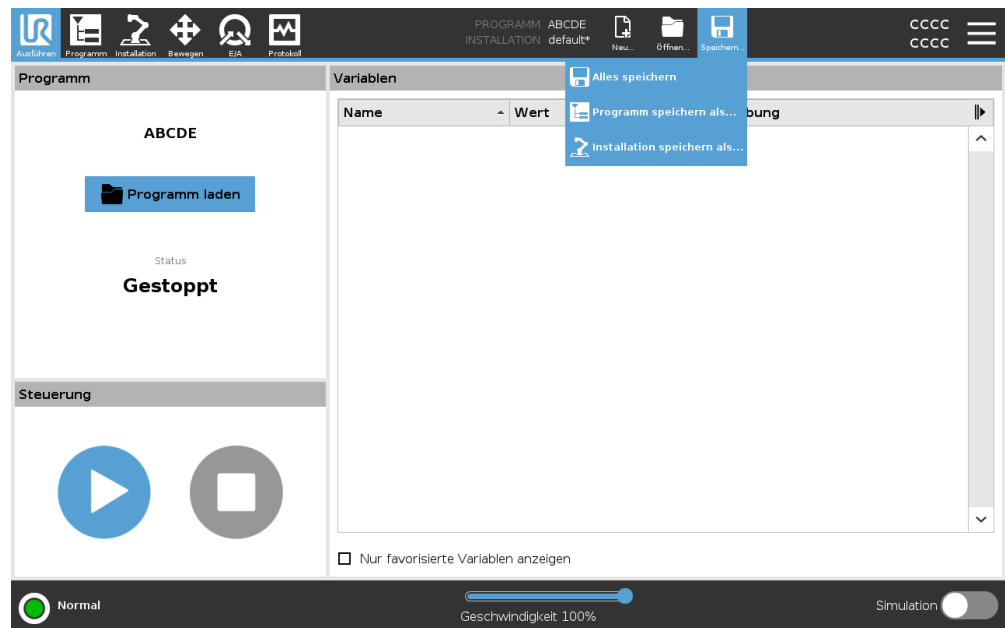 UR
Ausführen Programm Installation Bewegen E/A Protokoll
PROGRAMM ABCDE
INSTALLATION default*
Neu... Öffnen... Speichern...
CCCC
CCCC
Programm
Variablen
Alles speichern
Programm speichern als...
Installation speichern als...
Name Wert bung
ABCDE
Programm laden
Status
Gestoppt
Steuerung
Nur favorisierte Variablen anzeigen
Normal
Geschwindigkeit 100%
Simulation